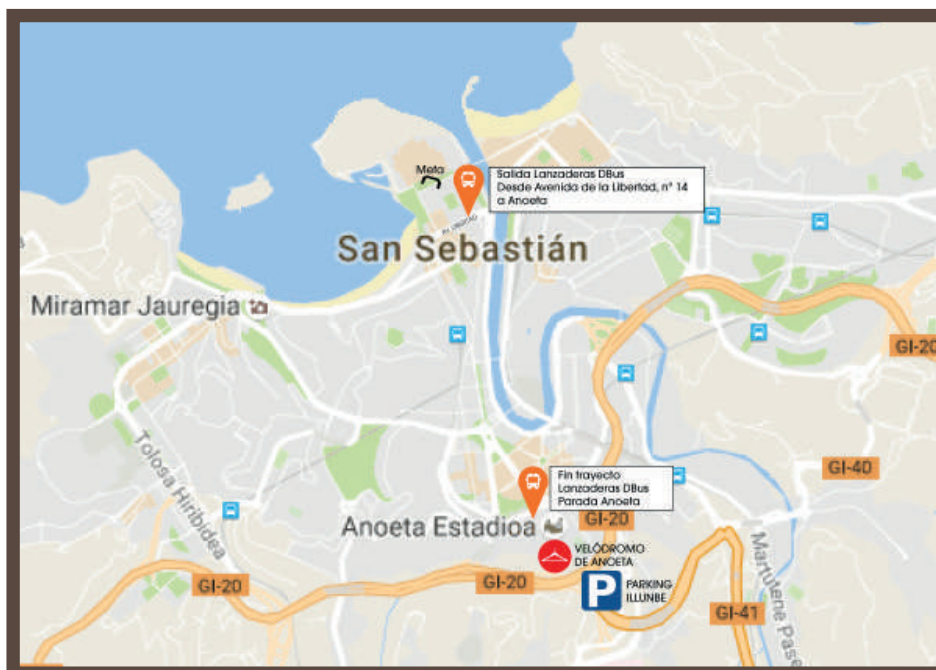 Meta
Salida Lanzaderas DBus
Desde Avenida de la Libertad, nº 14
a Anoeta
San Sebastián
Miramar Jauregia
GI-20
Tolosa Hiribidea
GI-40
Fin trayecto
Lanzaderas DBus
Parada Anoeta
GI-20
Anoeta Estadioa
VELÓDROMO
DE ANOETA
GI-20
GI-20
P
PARKING
ILLUNBE
GI-41
Martutene Pase